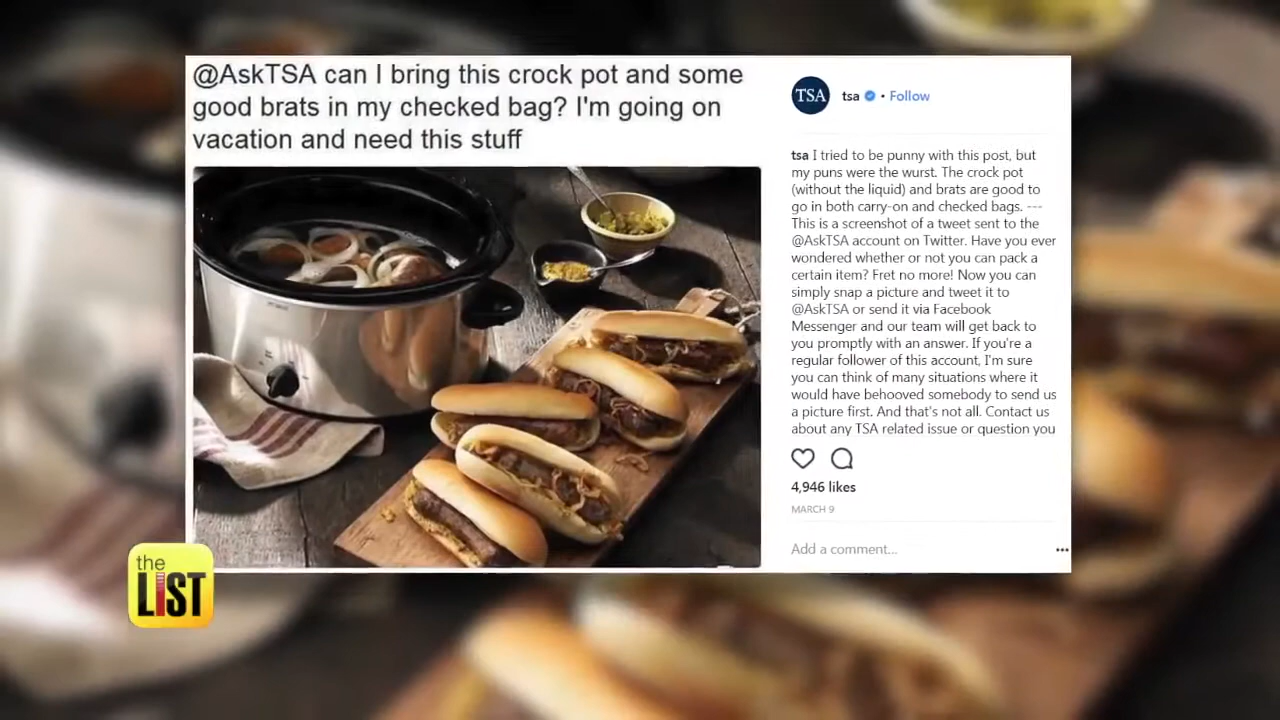 @AskTSA can I bring this crock pot and some
good brats in my checked bag? I'm going on
vacation and need this stuff
TSA
tsa • Follow
tsa I tried to be punny with this post, but
my puns were the wurst. The crock pot
(without the liquid) and brats are good to
go in both carry-on and checked bags. ---
This is a screenshot of a tweet sent to the
@AskTSA account on Twitter. Have you ever
wondered whether or not you can pack a
certain item? Fret no more! Now you can
simply snap a picture and tweet it to
@AskTSA or send it via Facebook
Messenger and our team will get back to
you promptly with an answer. If you're a
regular follower of this account, I'm sure
you can think of many situations where it
would have behooved somebody to send us
a picture first. And that's not all. Contact us
about any TSA related issue or question you
4,946 likes
MARCH 9
Add a comment...
the
LIST